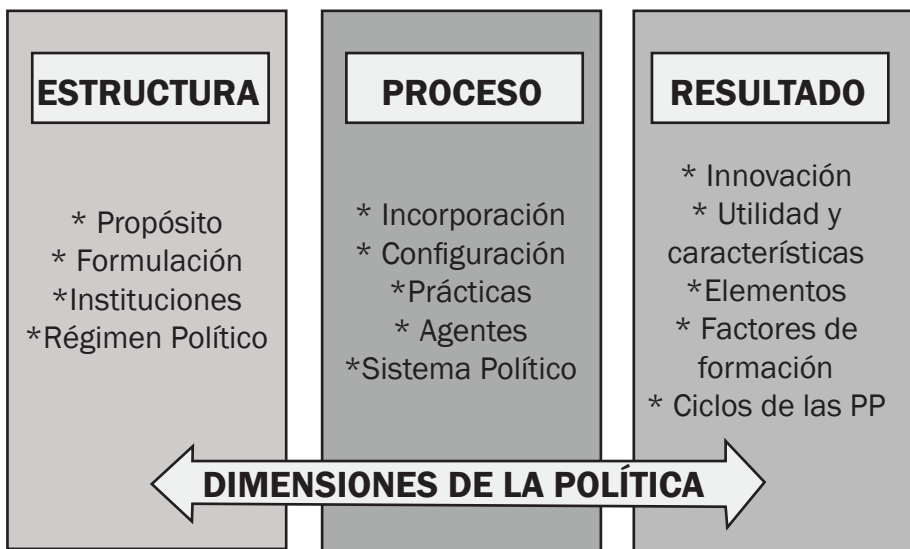 ESTRUCTURA
* Propósito
* Formulación
*Instituciones
*Régimen Político
PROCESO
* Incorporación
* Configuración
*Prácticas
* Agentes
*Sistema Político
RESULTADO
* Innovación
* Utilidad y
característícas
*Elementos
* Factores de
formación
* Ciclos de las PP
DIMENSIONES DE LA POLÍTICA